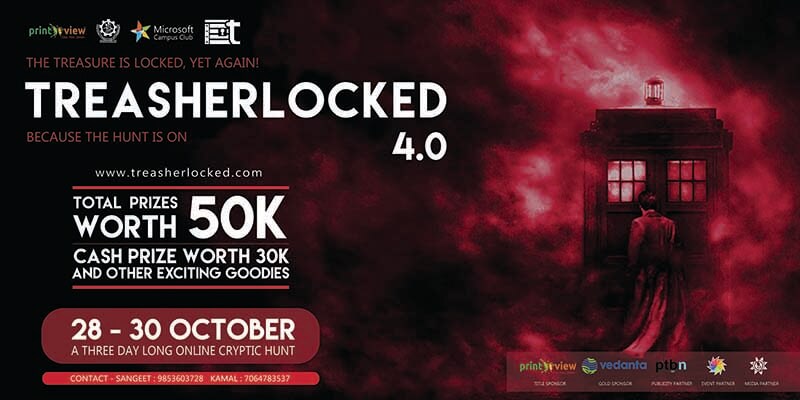 printview
Microsoft
Campus Club
THE TREASURE IS LOCKED, YET AGAIN!
TREASHERLOCKED
4.0
BECAUSE THE HUNT IS ON
www.treasherlocked.com
TOTAL PRIZES
WORTH 50K
CASH PRIZE WORTH 30K
AND OTHER EXCITING GOODIES
28 - 30 OCTOBER
A THREE DAY LONG ONLINE CRYPTIC HUNT
CONTACT - SANGEET : 9853603728 KAMAL : 7064783537
printview vedanta ptbn
TITLE SPONSOR GOLD SPONSOR PUBLICITY PARTNER EVENT PARTNER MEDIA PARTNER